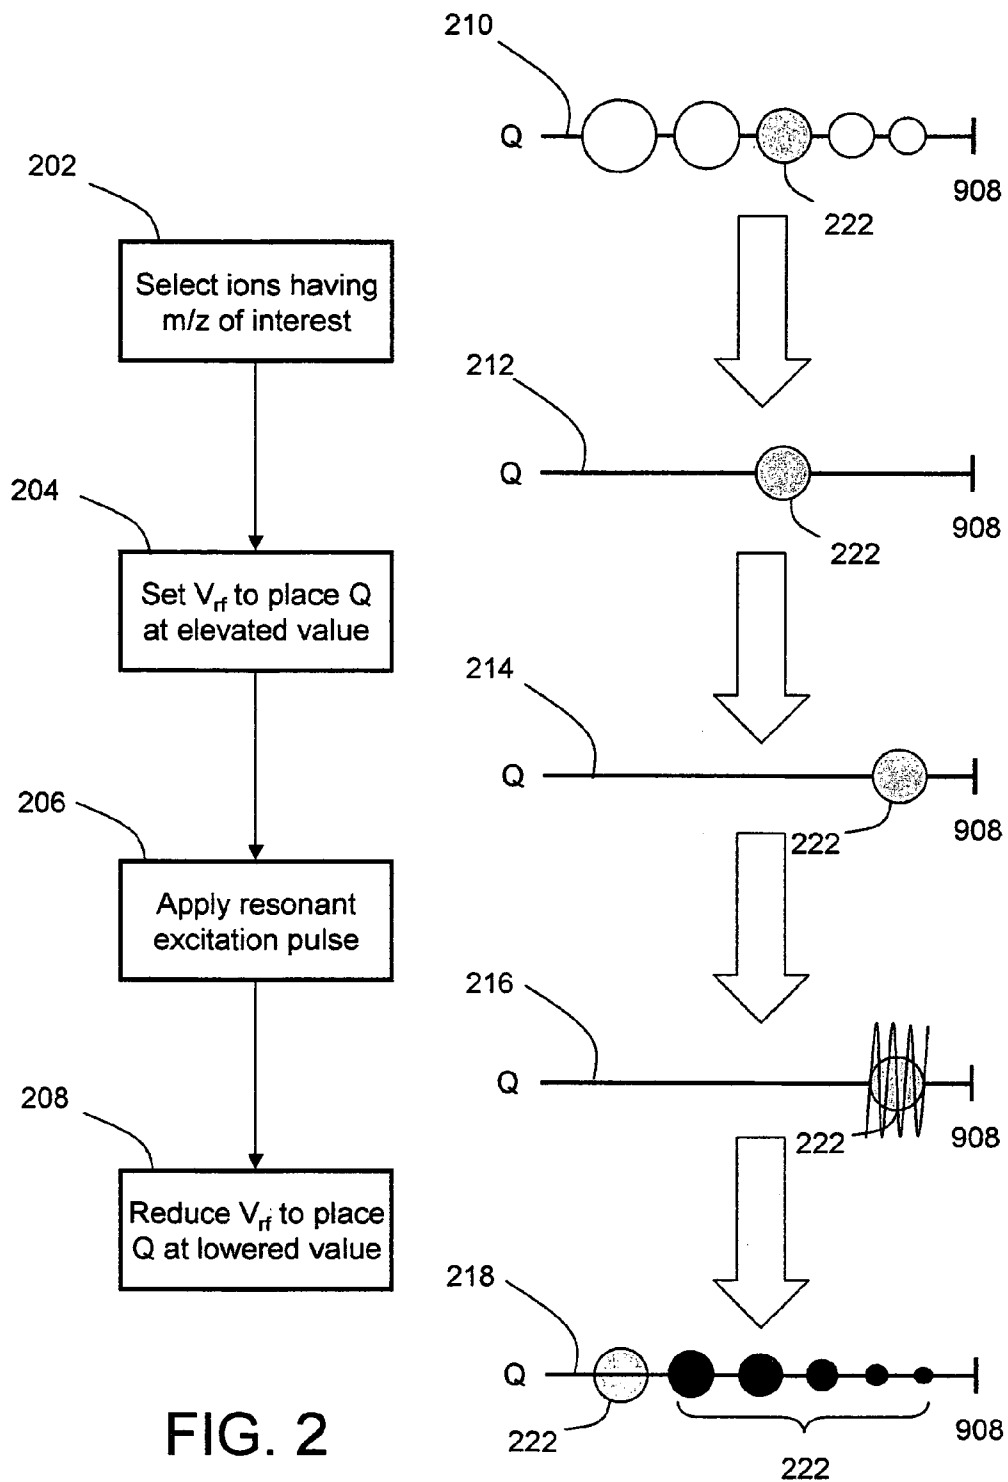 210
Q
908
222
202
Select ions having
m/z of interest
212
Q
908
222
204
Set Vrf to place Q
at elevated value
214
Q
908
222
206
Apply resonant
excitation pulse
216
Q
908
222
208
Reduce Vrf to place
Q at lowered value
218
Q
908
222
222
FIG. 2